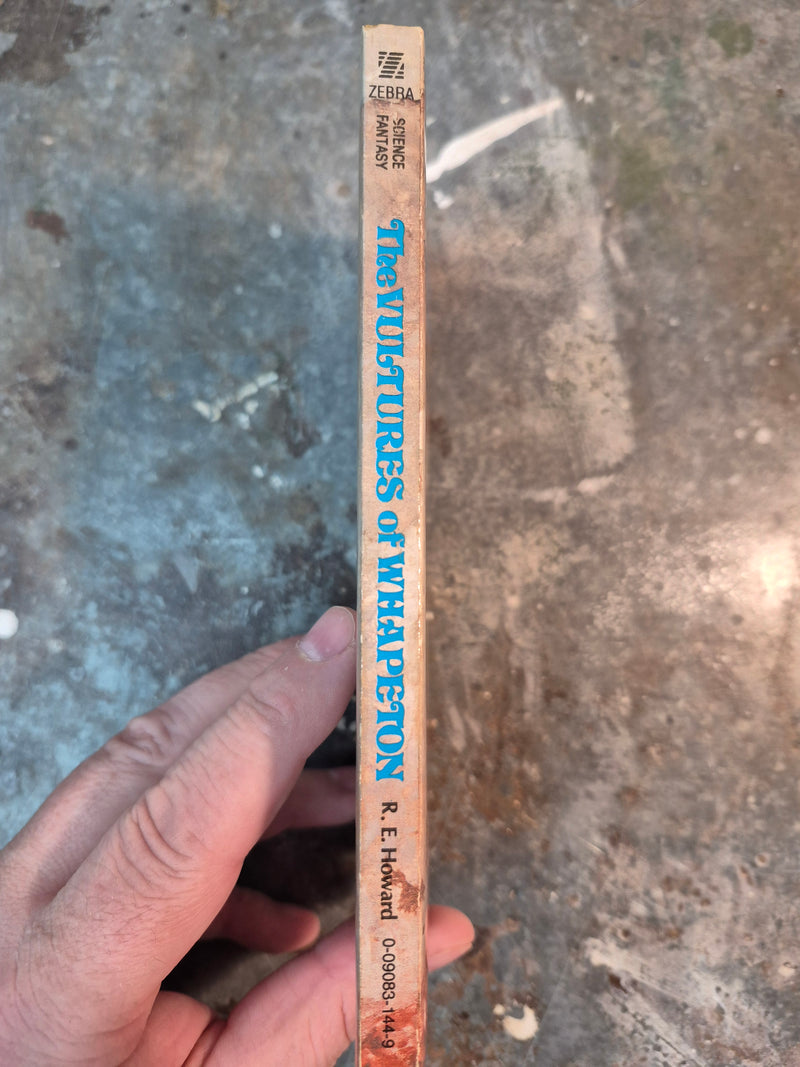 ZEBRA
SCIENCE
FANTASY
The VULTURES of WHAPETON
R. E. Howard
0-09083-144-9